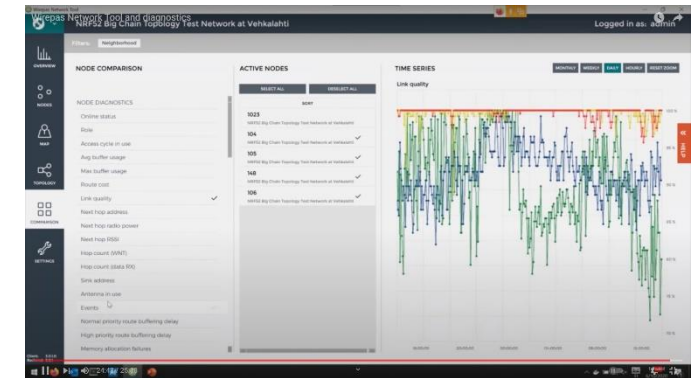 Wirepas Network Tool
Wirepas Network Tool and diagnostics
NRF52 Big Chain Topology Test Network at Vehkalahti
Logged in as: admin
Filters: Neighborhood
OVERVIEW
NODES
MAP
TOPOLOGY
COMPARISON
SETTINGS
NODE COMPARISON
NODE DIAGNOSTICS
Online status
Role
Access cycle in use
Avg buffer usage
Max buffer usage
Route cost
Link quality
Next hop address
Next hop radio power
Next hop RSSI
Hop count (WNT)
Hop count (data RX)
Sink address
Antenna in use
Events
Normal priority route buffering delay
High priority route buffering delay
Memory allocation failures
ACTIVE NODES
SELECT ALL
DESELECT ALL
SORT
1023
NRF52 Big Chain Topology Test Network at Vehkalahti
104
NRF52 Big Chain Topology Test Network at Vehkalahti
105
NRF52 Big Chain Topology Test Network at Vehkalahti
148
NRF52 Big Chain Topology Test Network at Vehkalahti
106
NRF52 Big Chain Topology Test Network at Vehkalahti
TIME SERIES
MONTHLY WEEKLY DAILY HOURLY RESET ZOOM
Link quality
HELP